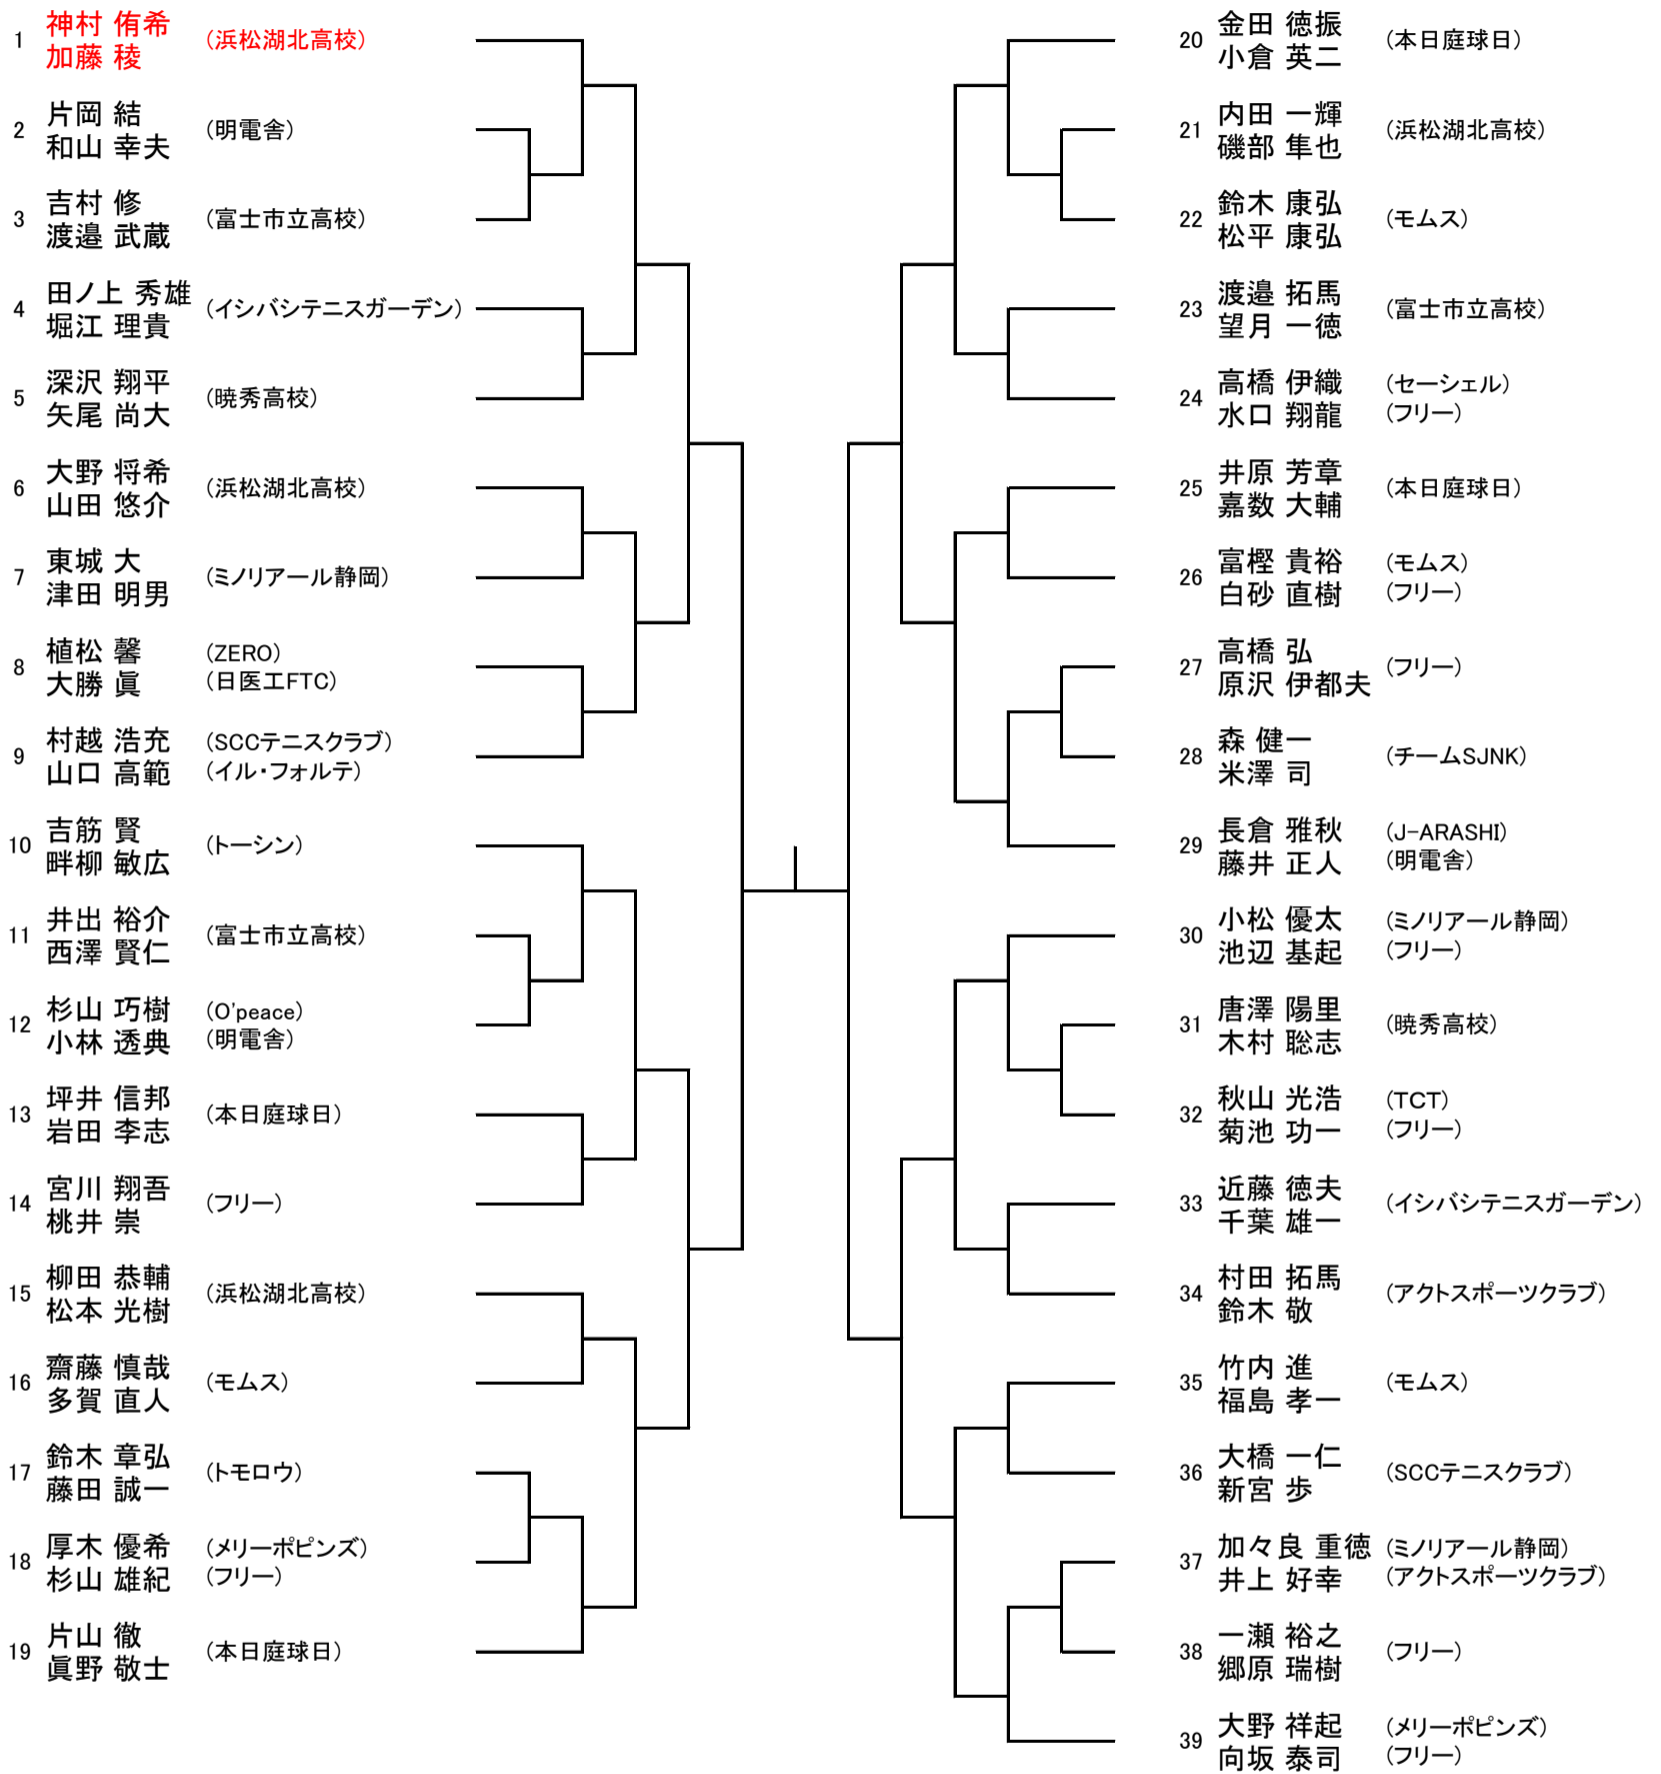 1 神村 侑希 (浜松湖北高校)
加藤 稜
2 片岡 結 (明電舎)
和山 幸夫
3 吉村 修 (富士市立高校)
渡邉 武蔵
4 田ノ上 秀雄 (イシバシテニスガーデン)
堀江 理貴
5 深沢 翔平 (暁秀高校)
矢尾 尚大
6 大野 将希 (浜松湖北高校)
山田 悠介
7 東城 大 (ミノリアール静岡)
津田 明男
8 植松 馨 (ZERO)
大勝 眞 (日医工FTC)
9 村越 浩充 (SCCテニスクラブ)
山口 高範 (イル・フォルテ)
10 吉筋 賢 (トーシン)
畔柳 敏広
11 井出 裕介 (富士市立高校)
西澤 賢仁
12 杉山 巧樹 (O'peace)
小林 透典 (明電舎)
13 坪井 信邦 (本日庭球日)
岩田 李志
14 宮川 翔吾 (フリー)
桃井 崇
15 柳田 恭輔 (浜松湖北高校)
松本 光樹
16 齋藤 慎哉 (モムス)
多賀 直人
17 鈴木 章弘 (トモロウ)
藤田 誠一
18 厚木 優希 (メリーポピンズ)
杉山 雄紀 (フリー)
19 片山 徹 (本日庭球日)
眞野 敬士
20 金田 徳振 (本日庭球日)
小倉 英二
21 内田 一輝 (浜松湖北高校)
磯部 隼也
22 鈴木 康弘 (モムス)
松平 康弘
23 渡邉 拓馬 (富士市立高校)
望月 一徳
24 高橋 伊織 (セーシェル)
水口 翔龍 (フリー)
25 井原 芳章 (本日庭球日)
嘉数 大輔
26 富樫 貴裕 (モムス)
白砂 直樹 (フリー)
27 高橋 弘 (フリー)
原沢 伊都夫
28 森 健一 (チームSJNK)
米澤 司
29 長倉 雅秋 (J-ARASHI)
藤井 正人 (明電舎)
30 小松 優太 (ミノリアール静岡)
池辺 基起 (フリー)
31 唐澤 陽里 (暁秀高校)
木村 聡志
32 秋山 光浩 (TCT)
菊池 功一 (フリー)
33 近藤 徳夫 (イシバシテニスガーデン)
千葉 雄一
34 村田 拓馬 (アクトスポーツクラブ)
鈴木 敬
35 竹内 進 (モムス)
福島 孝一
36 大橋 一仁 (SCCテニスクラブ)
新宮 歩
37 加々良 重徳 (ミノリアール静岡)
井上 好幸 (アクトスポーツクラブ)
38 一瀬 裕之 (フリー)
郷原 瑞樹
39 大野 祥起 (メリーポピンズ)
向坂 泰司 (フリー)